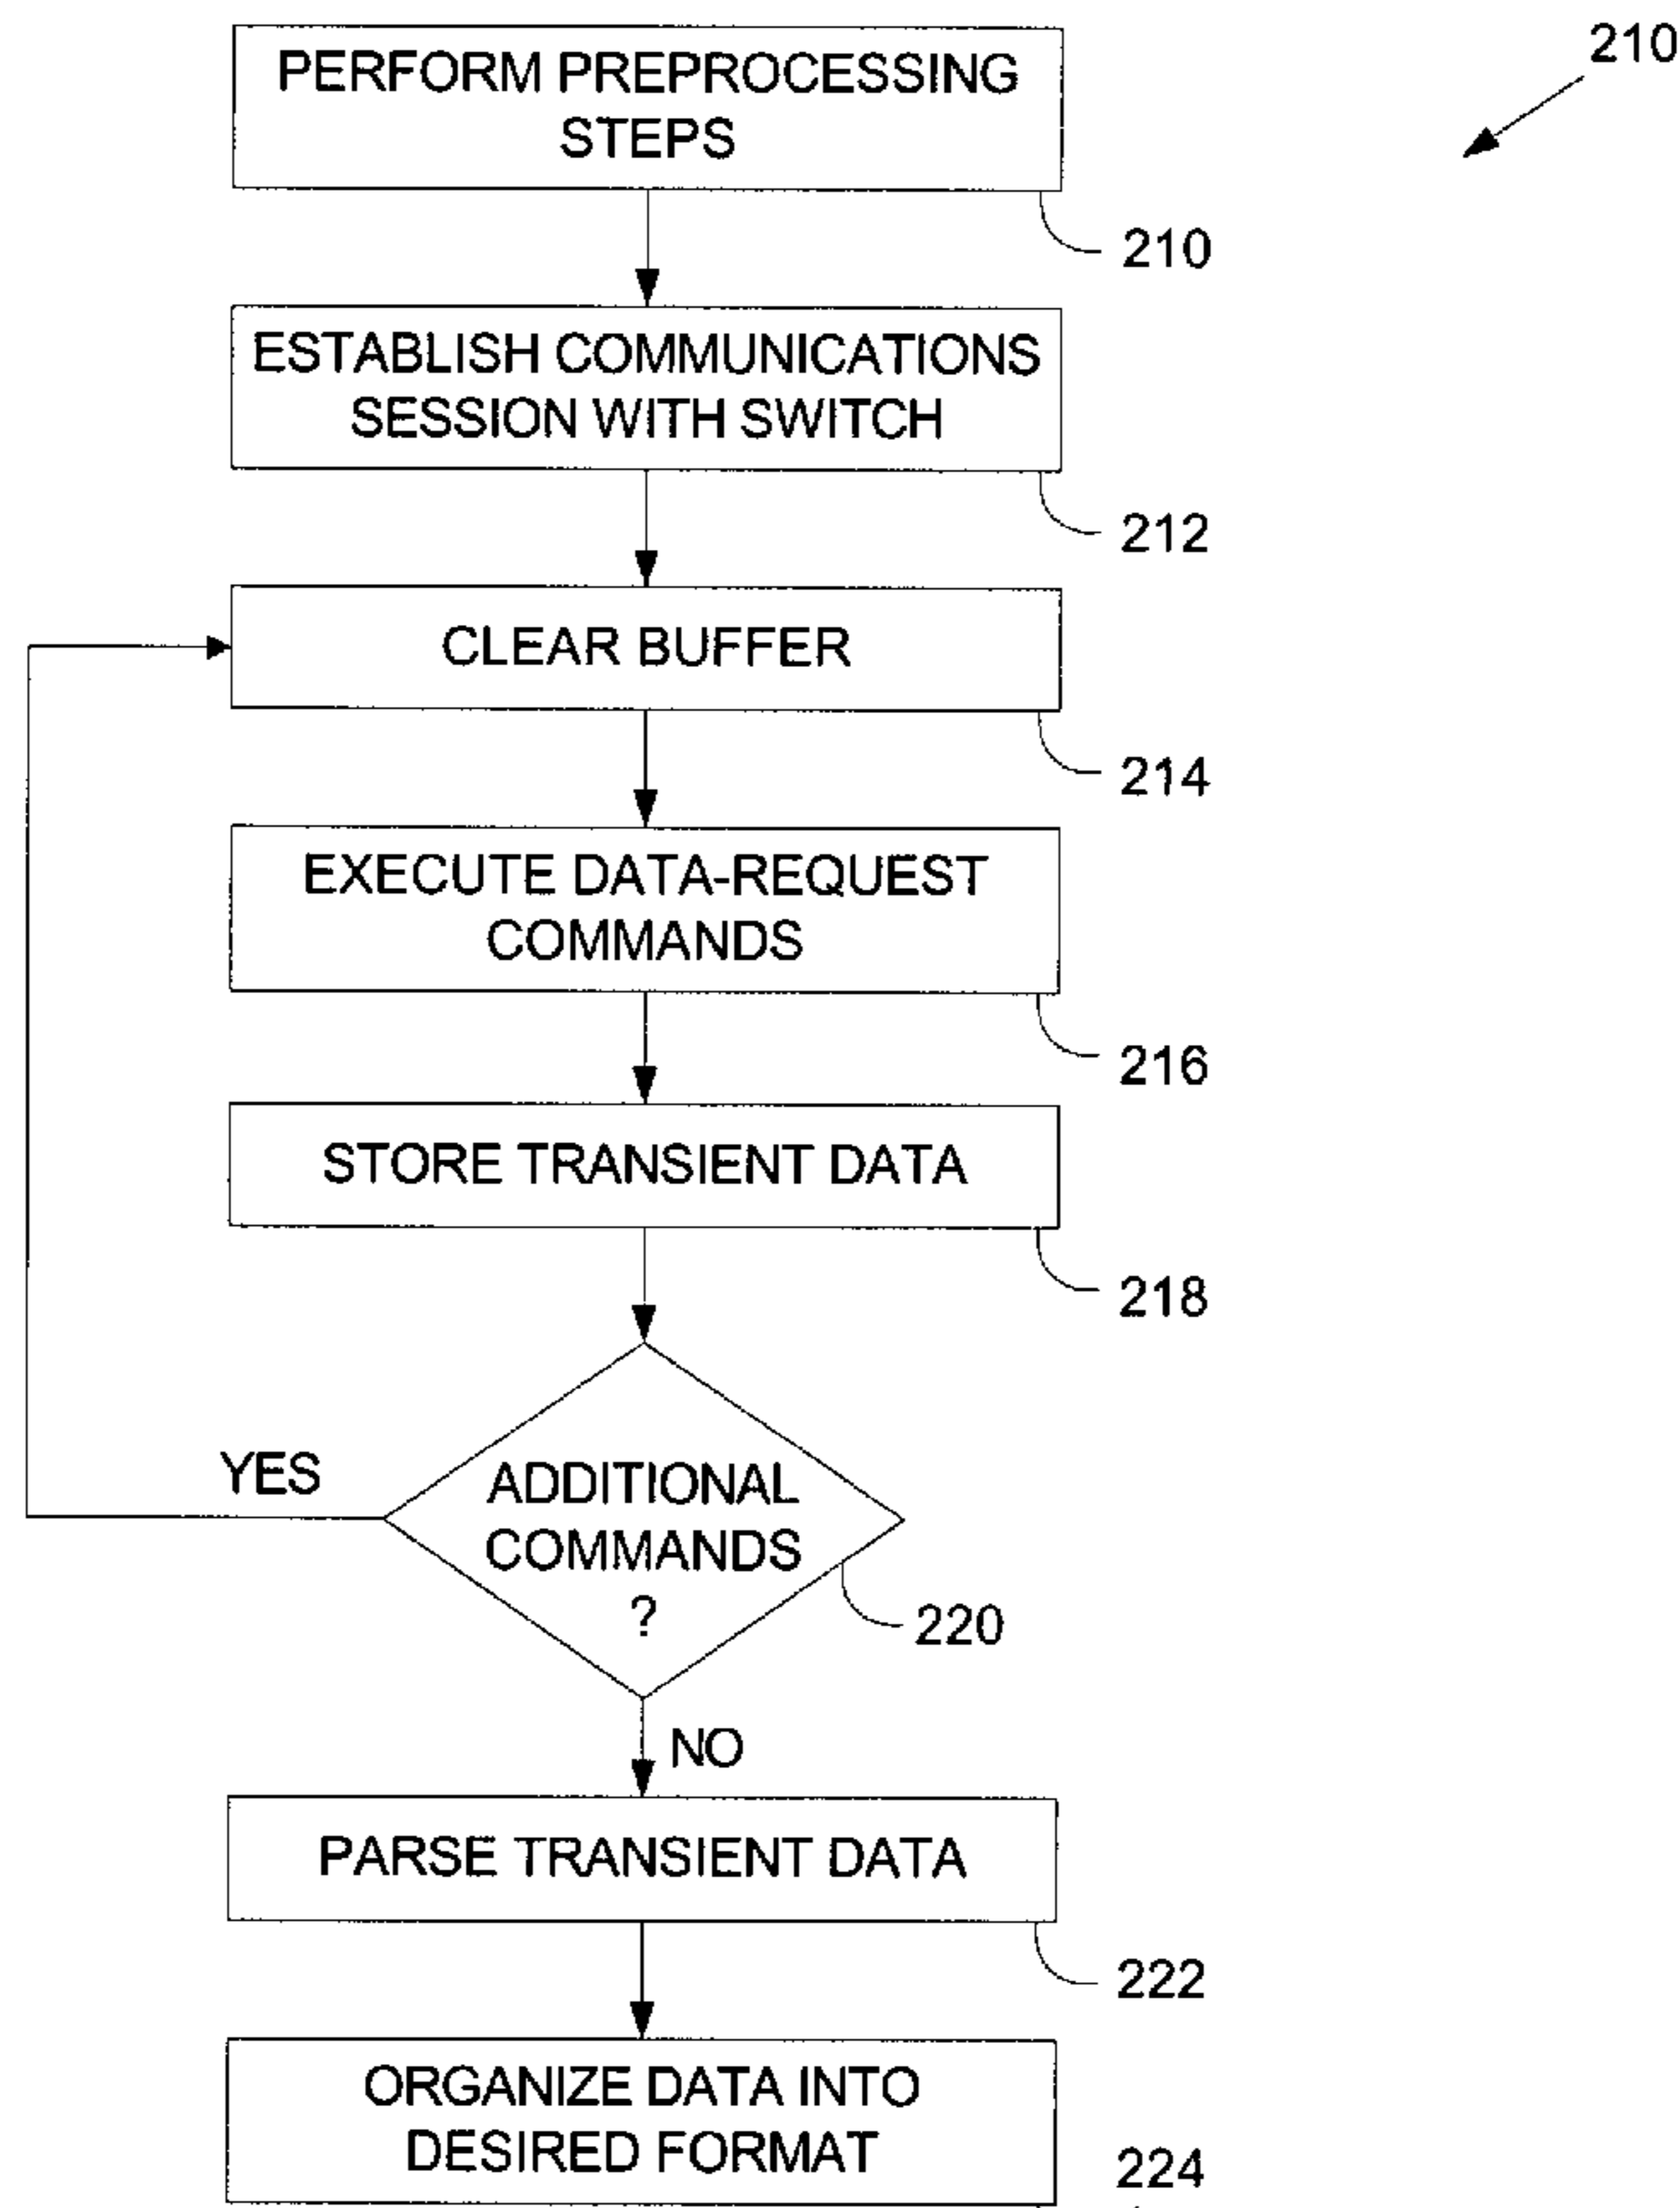 210
PERFORM PREPROCESSING
STEPS
210
ESTABLISH COMMUNICATIONS
SESSION WITH SWITCH
212
CLEAR BUFFER
214
EXECUTE DATA-REQUEST
COMMANDS
216
STORE TRANSIENT DATA
218
YES
ADDITIONAL
COMMANDS
?
220
NO
PARSE TRANSIENT DATA
222
ORGANIZE DATA INTO
DESIRED FORMAT
224